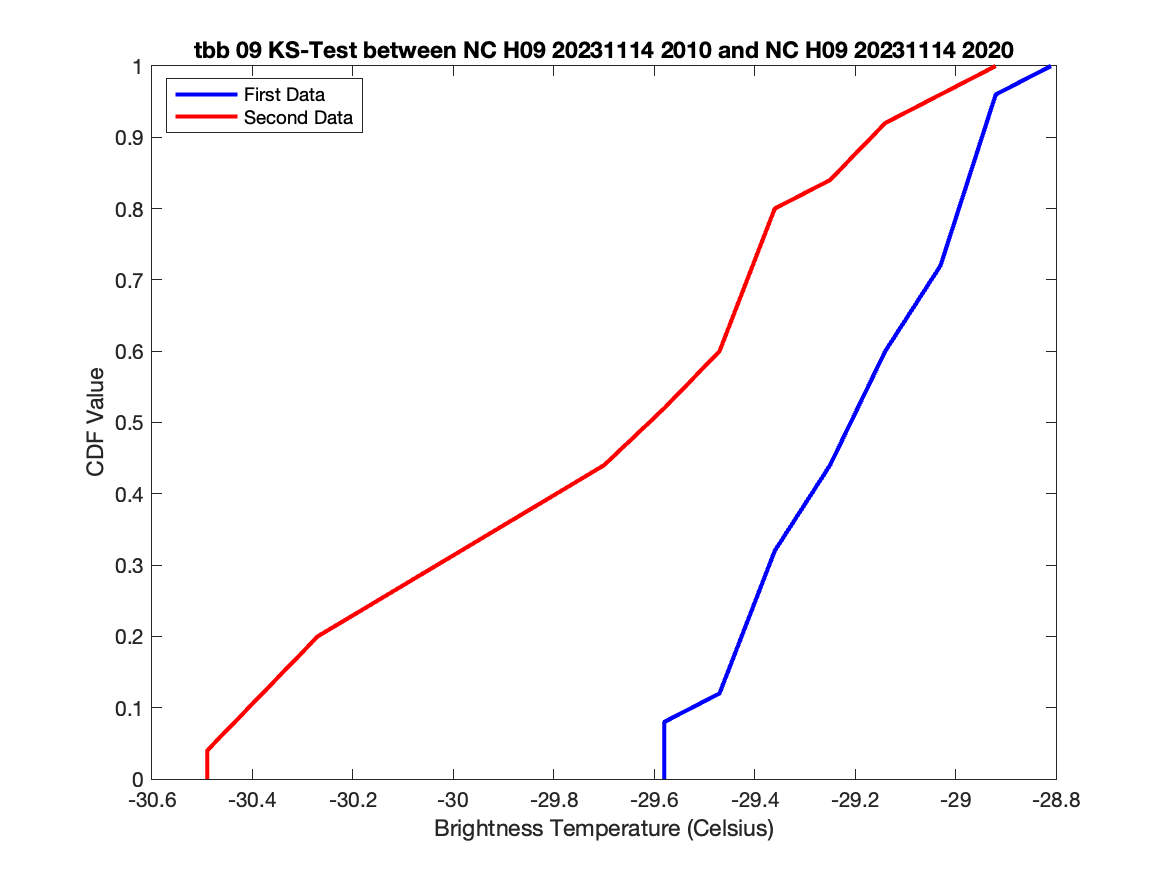 tbb 09 KS-Test between NC H09 20231114 2010 and NC H09 20231114 2020
First Data
Second Data
1
0.9
0.8
0.7
0.6
0.5
0.4
0.3
0.2
0.1
0
CDF Value
-30.6 -30.4 -30.2 -30 -29.8 -29.6 -29.4 -29.2 -29 -28.8
Brightness Temperature (Celsius)